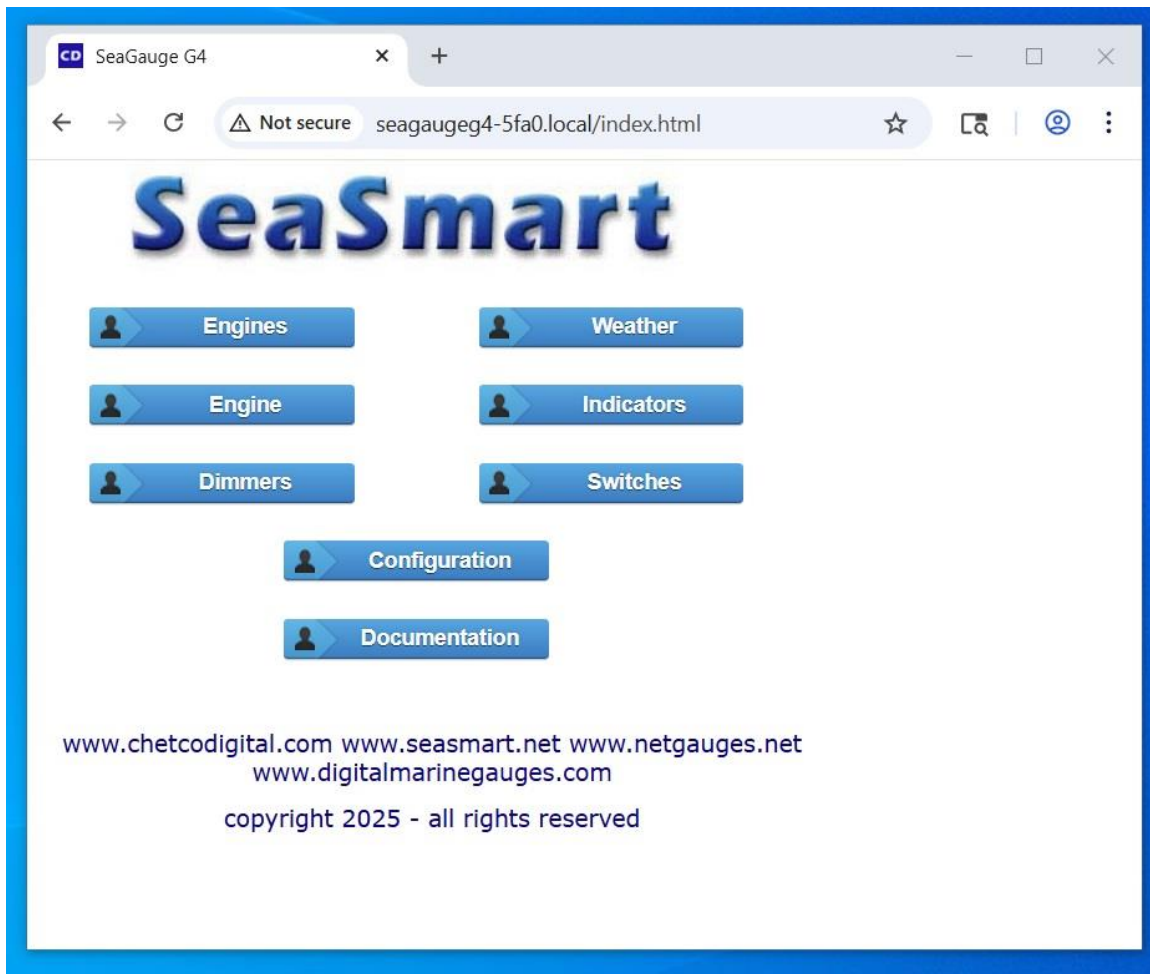 CD SeaGauge G4
Not secure seagaugeg4-5fa0.local/index.html
SeaSmart
Engines Weather
Engine Indicators
Dimmers Switches
Configuration
Documentation
www.chetcodigital.com www.seasmart.net www.netgauges.net
www.digitalmarinegauges.com
copyright 2025 - all rights reserved